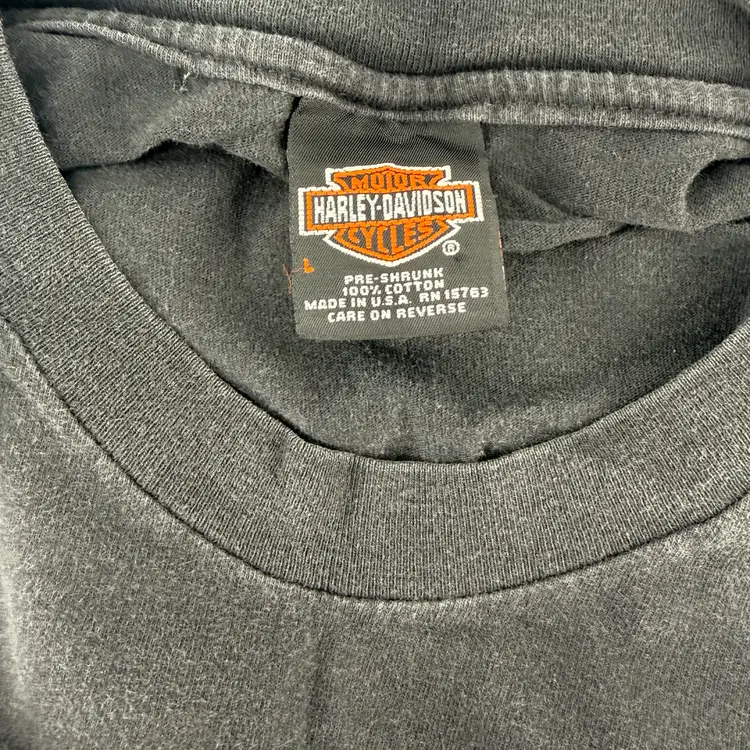 MOTOR
HARLEY-DAVIDSON
CYCLES
®
L
PRE-SHRUNK
100% COTTON
MADE IN U.S.A. RN 15763
CARE ON REVERSE